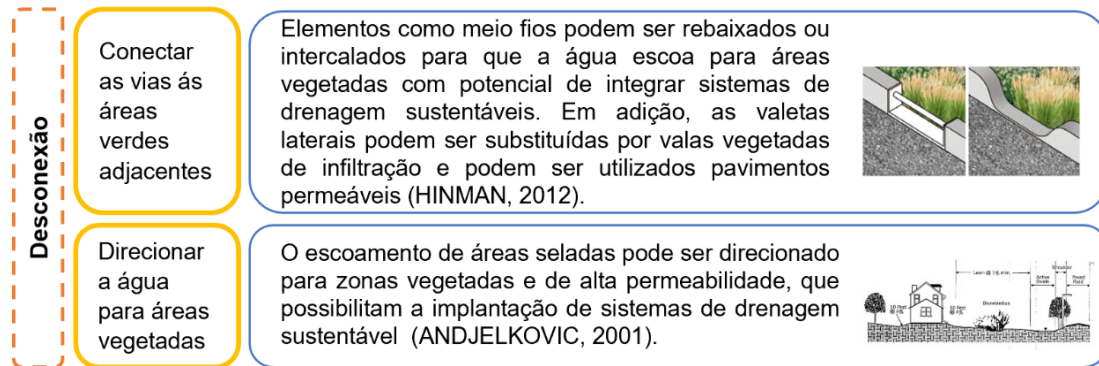 Desconexão
Conectar
as vias ás
áreas
verdes
adjacentes
Elementos como meio fios podem ser rebaixados ou
intercalados para que a água escoa para áreas
vegetadas com potencial de integrar sistemas de
drenagem sustentáveis. Em adição, as valetas
laterais podem ser substituídas por valas vegetadas
de infiltração e podem ser utilizados pavimentos
permeáveis (HINMAN, 2012).
Direcionar
a água
para áreas
vegetadas
O escoamento de áreas seladas pode ser direcionado
para zonas vegetadas e de alta permeabilidade, que
possibilitam a implantação de sistemas de drenagem
sustentável (ANDJELKOVIC, 2001).